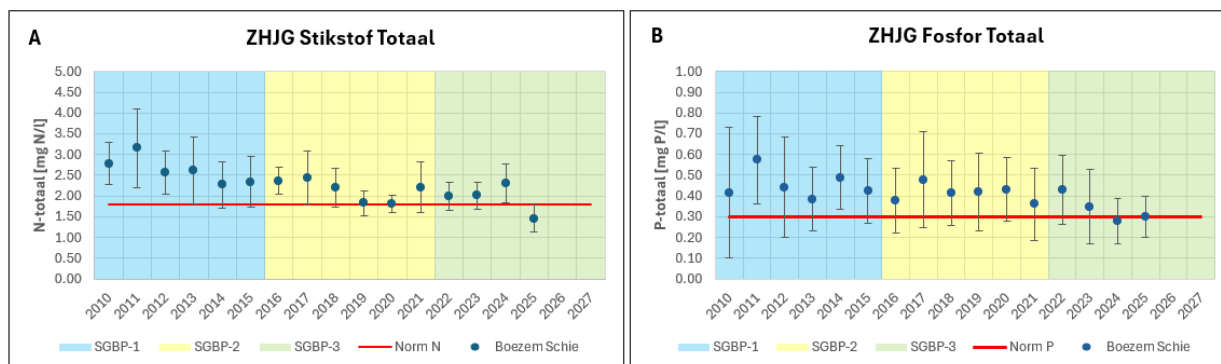 A
ZHJG Stikstof Totaal
N-totaal [mg N/l]
5.00
4.50
4.00
3.50
3.00
2.50
2.00
1.50
1.00
0.50
0.00
2010 2011 2012 2013 2014 2015 2016 2017 2018 2019 2020 2021 2022 2023 2024 2025 2026 2027
SGBP-1 SGBP-2 SGBP-3 Norm N Boezem Schie
B
ZHJG Fosfor Totaal
P-totaal [mg P/l]
1.00
0.90
0.80
0.70
0.60
0.50
0.40
0.30
0.20
0.10
0.00
2010 2011 2012 2013 2014 2015 2016 2017 2018 2019 2020 2021 2022 2023 2024 2025 2026 2027
SGBP-1 SGBP-2 SGBP-3 Norm P Boezem Schie